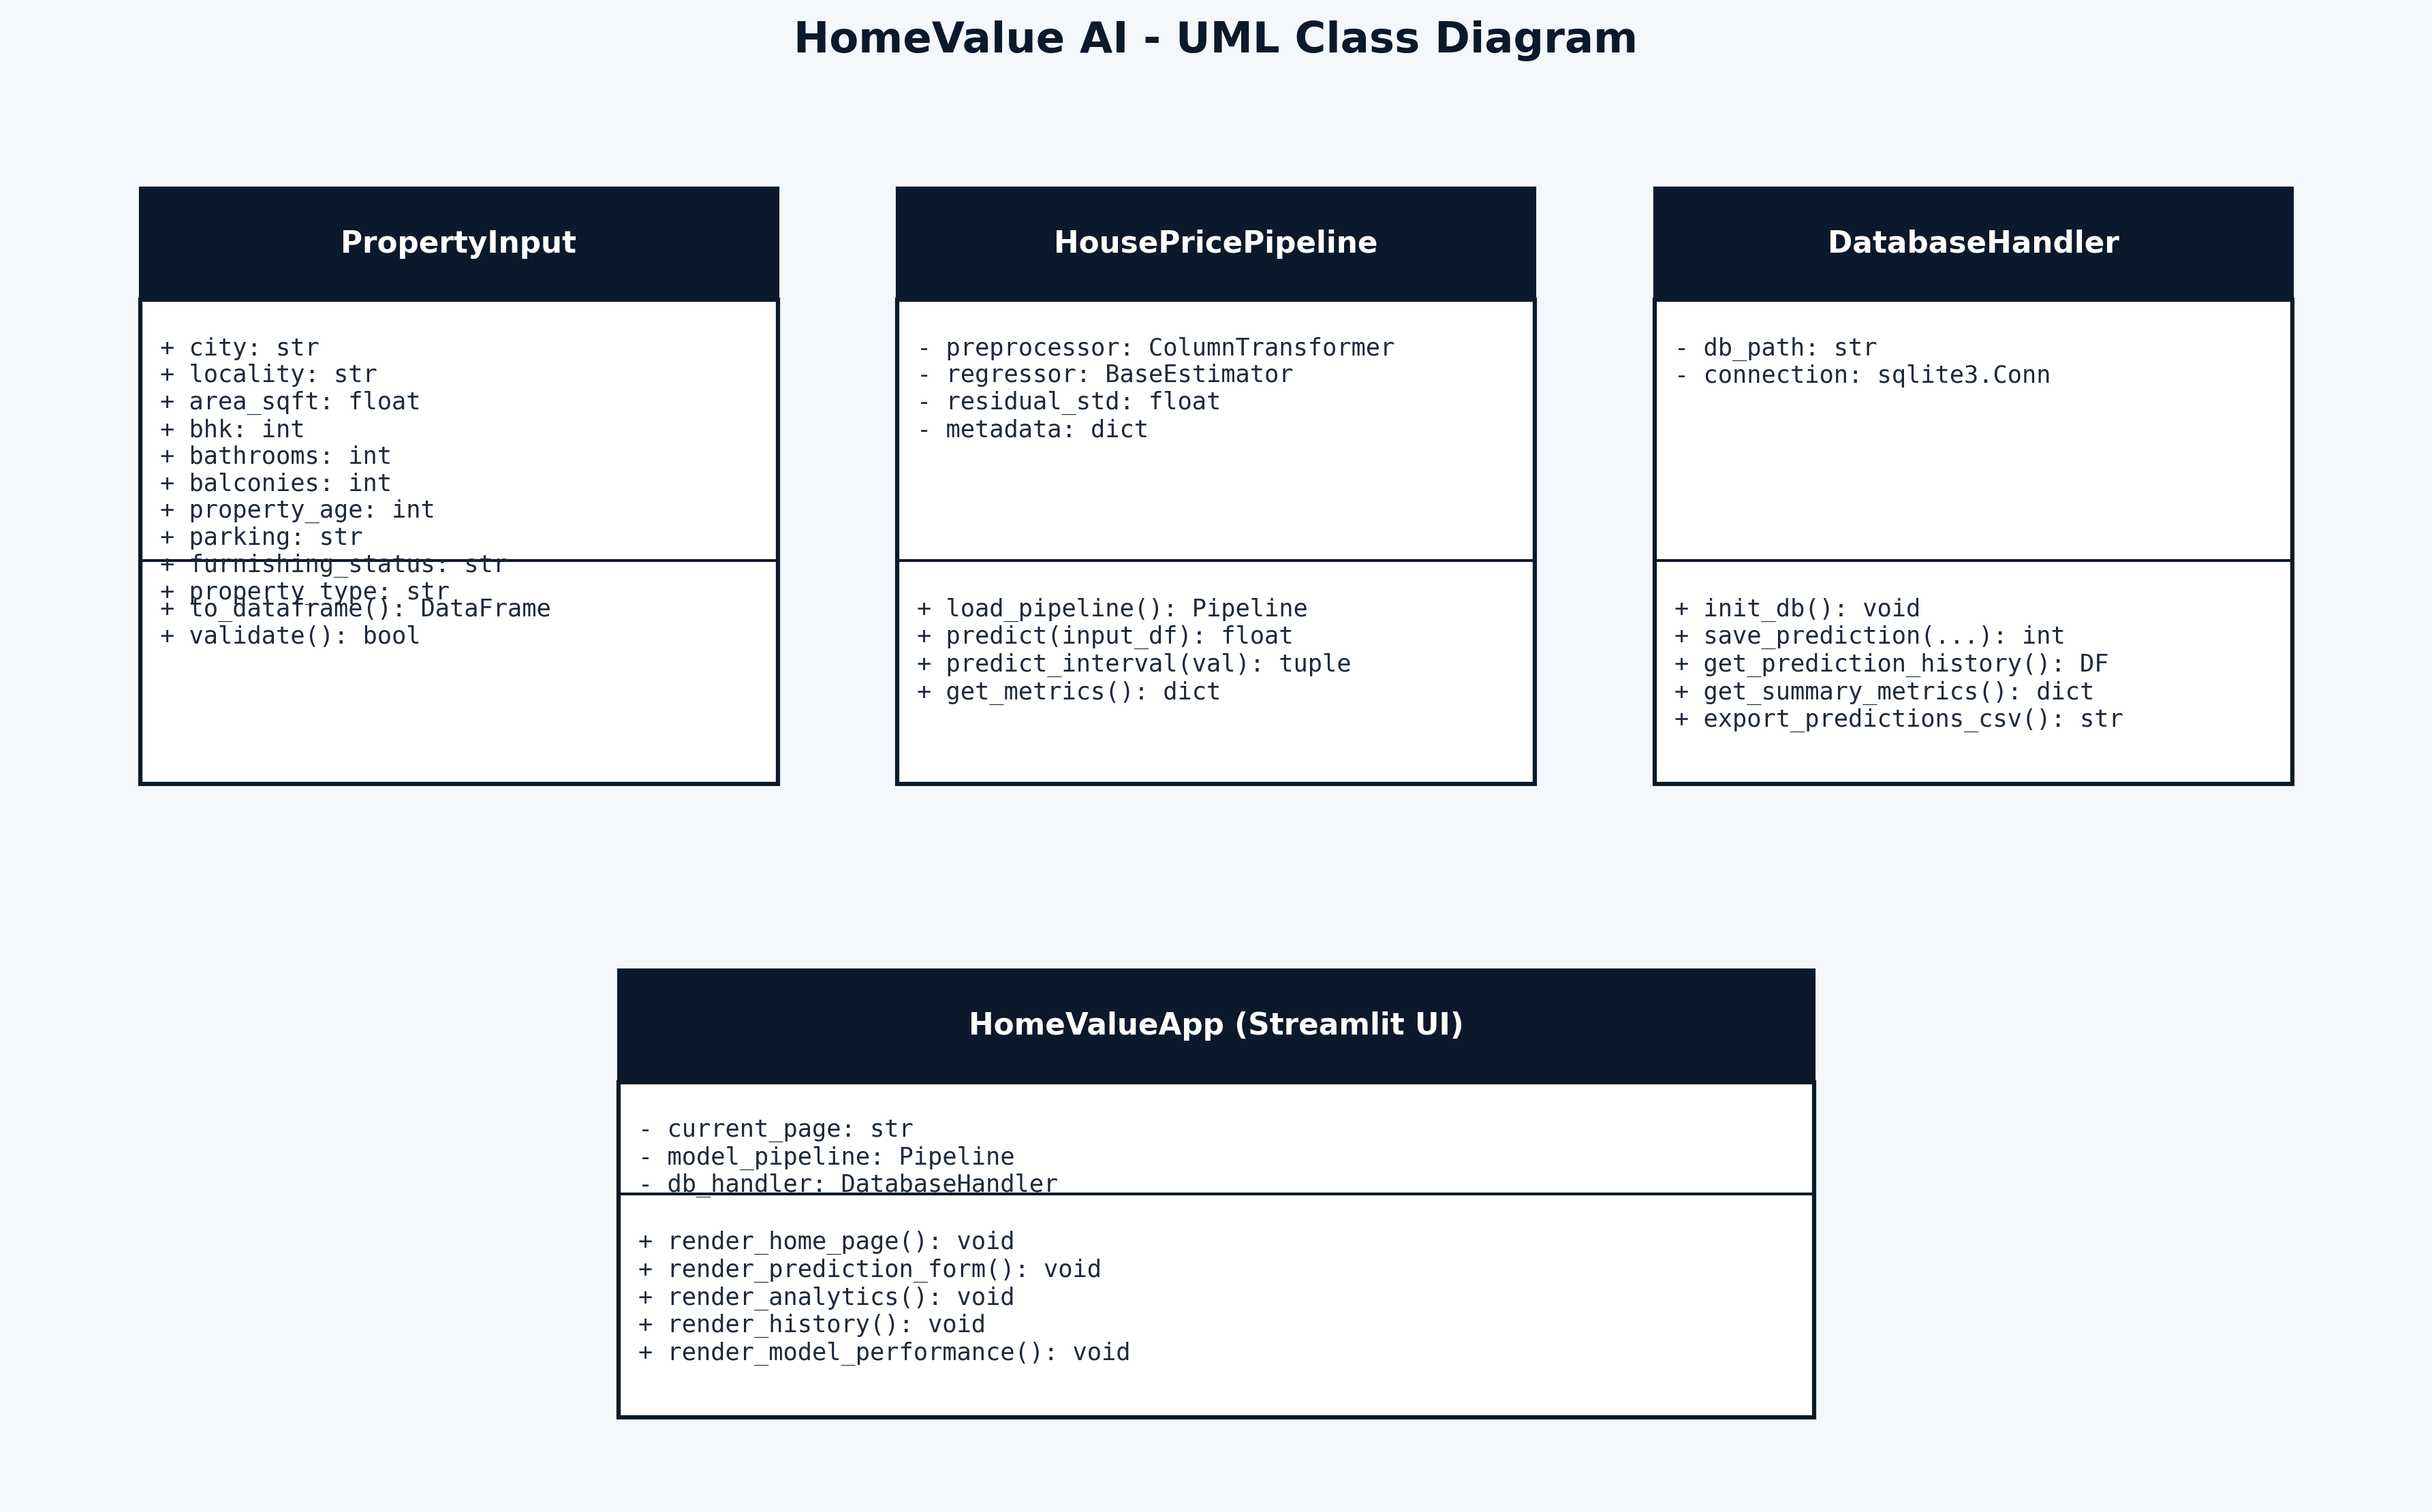 HomeValue AI - UML Class Diagram
PropertyInput
+ city: str
+ locality: str
+ area_sqft: float
+ bhk: int
+ bathrooms: int
+ balconies: int
+ property_age: int
+ parking: str
+ furnishing_status: str
+ property_type: str
+ to_dataframe(): DataFrame
+ validate(): bool
HousePricePipeline
- preprocessor: ColumnTransformer
- regressor: BaseEstimator
- residual_std: float
- metadata: dict
+ load_pipeline(): Pipeline
+ predict(input_df): float
+ predict_interval(val): tuple
+ get_metrics(): dict
DatabaseHandler
- db_path: str
- connection: sqlite3.Conn
+ init_db(): void
+ save_prediction(...): int
+ get_prediction_history(): DF
+ get_summary_metrics(): dict
+ export_predictions_csv(): str
HomeValueApp (Streamlit UI)
- current_page: str
- model_pipeline: Pipeline
- db_handler: DatabaseHandler
+ render_home_page(): void
+ render_prediction_form(): void
+ render_analytics(): void
+ render_history(): void
+ render_model_performance(): void